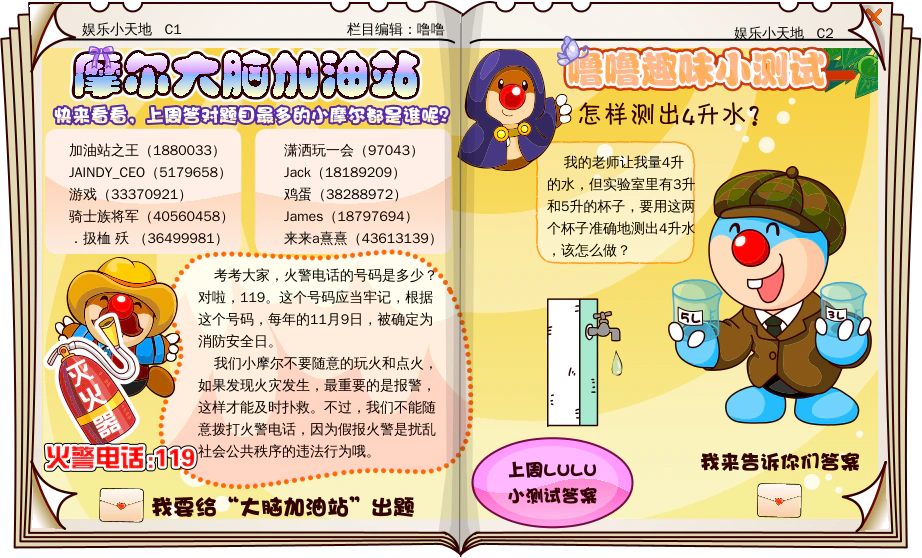 娱乐小天地 C1
栏目编辑：噜噜
摩尔大脑加油站
快来看看，上周答对题目最多的小摩尔都是谁呢？
加油站之王（1880033）
JAINDY_CEO（5179658）
游戏（33370921）
骑士族将军（40560458）
．扱桖 殀 （36499981）
潇洒玩一会（97043）
Jack（18189209）
鸡蛋（38288972）
James（18797694）
来来a熹熹（43613139）
考考大家，火警电话的号码是多少？
对啦，119。这个号码应当牢记，根据
这个号码，每年的11月9日，被确定为
消防安全日。
我们小摩尔不要随意的玩火和点火，
如果发现火灾发生，最重要的是报警，
这样才能及时扑救。不过，我们不能随
意拨打火警电话，因为假报火警是扰乱
社会公共秩序的违法行为哦。
灭火器
火警电话:119
我要给“大脑加油站”出题
娱乐小天地 C2
噜噜趣味小测试
怎样测出4升水？
我的老师让我量4升
的水，但实验室里有3升
和5升的杯子，要用这两
个杯子准确地测出4升水
，该怎么做？
5L
3L
上周LULU
小测试答案
我来告诉你们答案